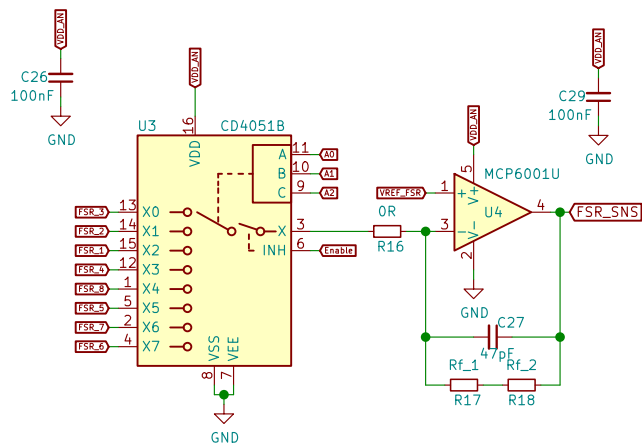 VDD_AN
C26
100nF
GND
VDD_AN
U3
CD4051B
16
VDD
A
11
A0
B
10
A1
C
9
A2
FSR_3
13
X0
FSR_2
14
X1
X
3
FSR_1
15
X2
INH
6
Enable
FSR_4
12
X3
FSR_8
1
X4
FSR_5
5
X5
FSR_7
2
X6
FSR_6
4
X7
VSS
VEE
8
7
GND
0R
R16
VREF_FSR
VDD_AN
MCP6001U
5
V+
1
+
U4
3
-
V-
2
4
FSR_SNS
GND
VDD_AN
C29
100nF
GND
C27
47pF
Rf_1
Rf_2
R17
R18